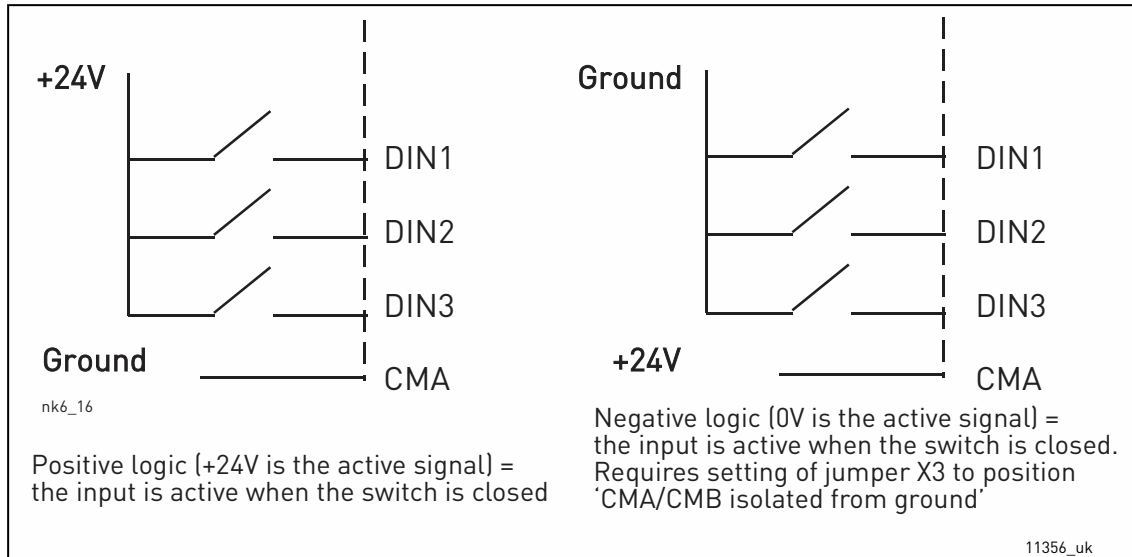 +24V
DIN1
DIN2
DIN3
Ground
CMA
nk6_16
Positive logic (+24V is the active signal) =
the input is active when the switch is closed
Ground
DIN1
DIN2
DIN3
+24V
CMA
Negative logic (0V is the active signal) =
the input is active when the switch is closed.
Requires setting of jumper X3 to position
‘CMA/CMB isolated from ground’
11356_uk